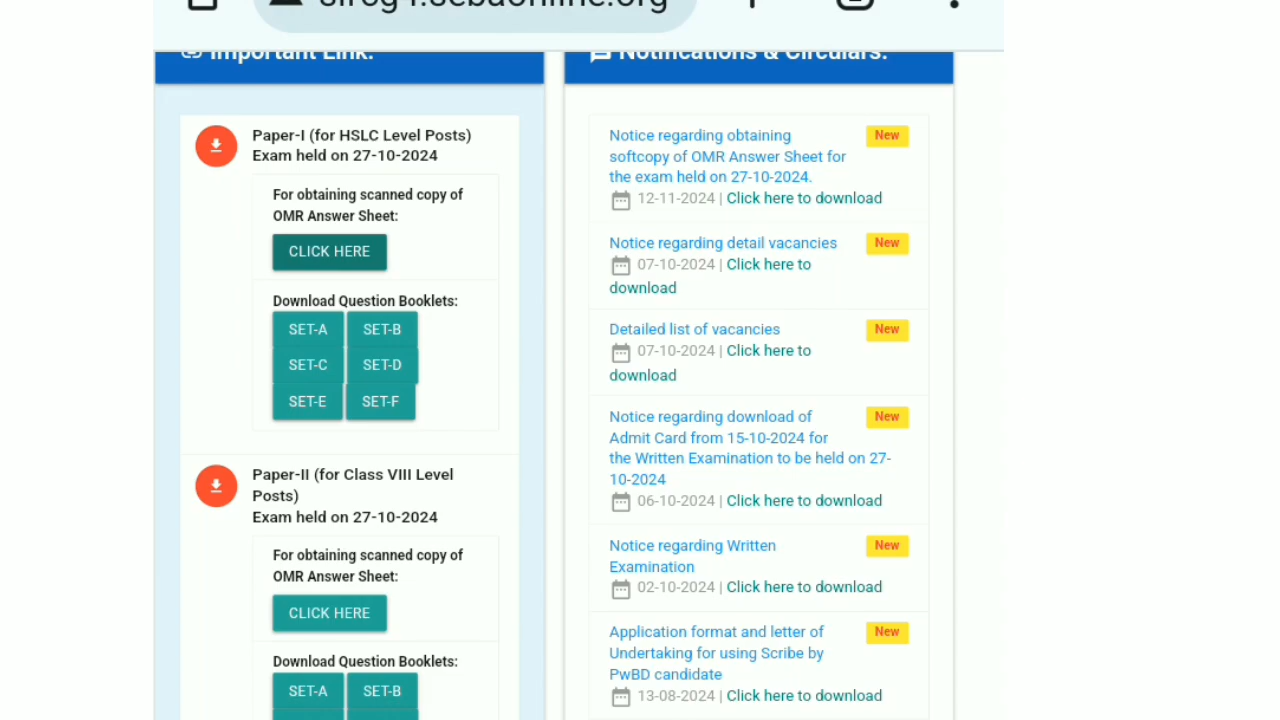 Important Link:
Paper-I (for HSLC Level Posts)
Exam held on 27-10-2024
For obtaining scanned copy of
OMR Answer Sheet:
CLICK HERE
Download Question Booklets:
SET-A SET-B
SET-C SET-D
SET-E SET-F
Paper-II (for Class VIII Level
Posts)
Exam held on 27-10-2024
For obtaining scanned copy of
OMR Answer Sheet:
CLICK HERE
Download Question Booklets:
SET-A SET-B
Notifications & Circulars:
Notice regarding obtaining New
softcopy of OMR Answer Sheet for
the exam held on 27-10-2024.
12-11-2024 | Click here to download
Notice regarding detail vacancies New
07-10-2024 | Click here to
download
Detailed list of vacancies New
07-10-2024 | Click here to
download
Notice regarding download of New
Admit Card from 15-10-2024 for
the Written Examination to be held on 27-
10-2024
06-10-2024 | Click here to download
Notice regarding Written New
Examination
02-10-2024 | Click here to download
Application format and letter of New
Undertaking for using Scribe by
PwBD candidate
13-08-2024 | Click here to download